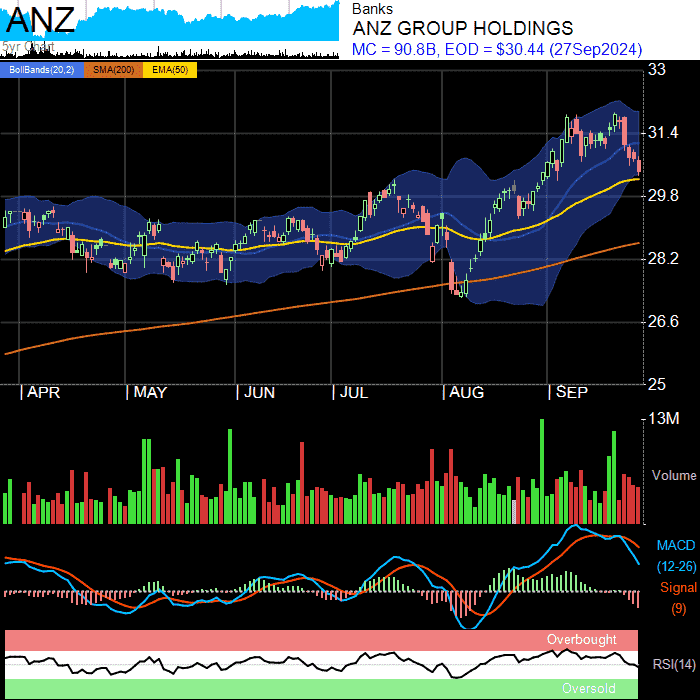 ANZ
5yr Chart
Banks
ANZ GROUP HOLDINGS
MC = 90.8B, EOD = $30.44 (27Sep2024)
BollBands(20,2) SMA(200) EMA(50)
33
31.4
29.8
28.2
26.6
25
APR MAY JUN JUL AUG SEP
13M
Volume
MACD
(12-26)
Signal
(9)
Overbought
RSI(14)
Oversold